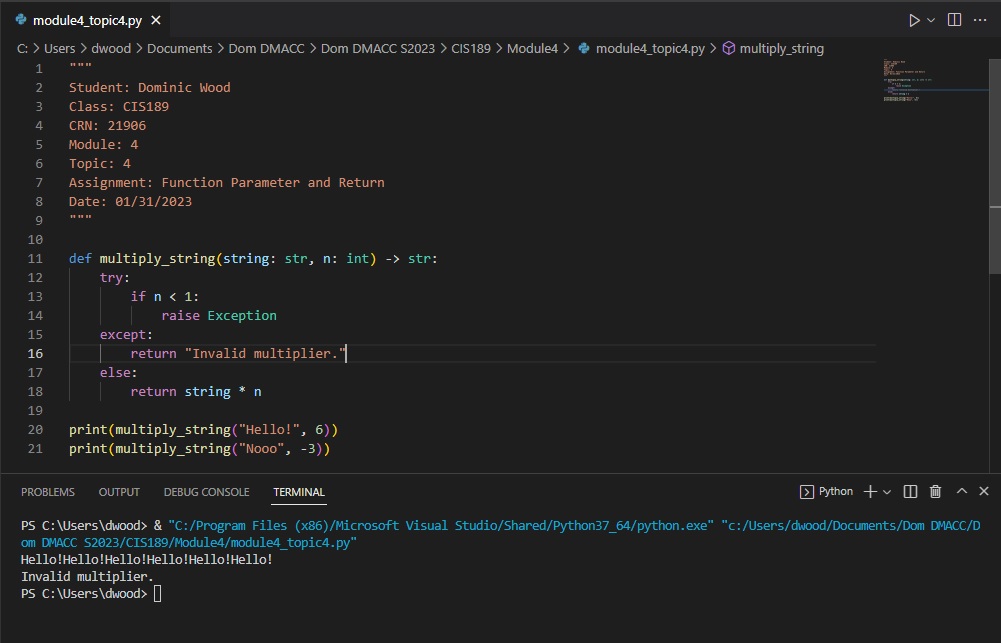 module4_topic4.py
C: > Users > dwood > Documents > Dom DMACC > Dom DMACC S2023 > CIS189 > Module4 > module4_topic4.py > multiply_string
1 """
2 Student: Dominic Wood
3 Class: CIS189
4 CRN: 21906
5 Module: 4
6 Topic: 4
7 Assignment: Function Parameter and Return
8 Date: 01/31/2023
9 """
10
11 def multiply_string(string: str, n: int) -> str:
12     try:
13         if n < 1:
14             raise Exception
15     except:
16         return "Invalid multiplier."
17     else:
18         return string * n
19
20 print(multiply_string("Hello!", 6))
21 print(multiply_string("Nooo", -3))
PROBLEMS OUTPUT DEBUG CONSOLE TERMINAL Python
PS C:\Users\dwood> & "C:/Program Files (x86)/Microsoft Visual Studio/Shared/Python37_64/python.exe" "c:/Users/dwood/Documents/Dom DMACC/D
om DMACC S2023/CIS189/Module4/module4_topic4.py"
Hello!Hello!Hello!Hello!Hello!Hello!
Invalid multiplier.
PS C:\Users\dwood>